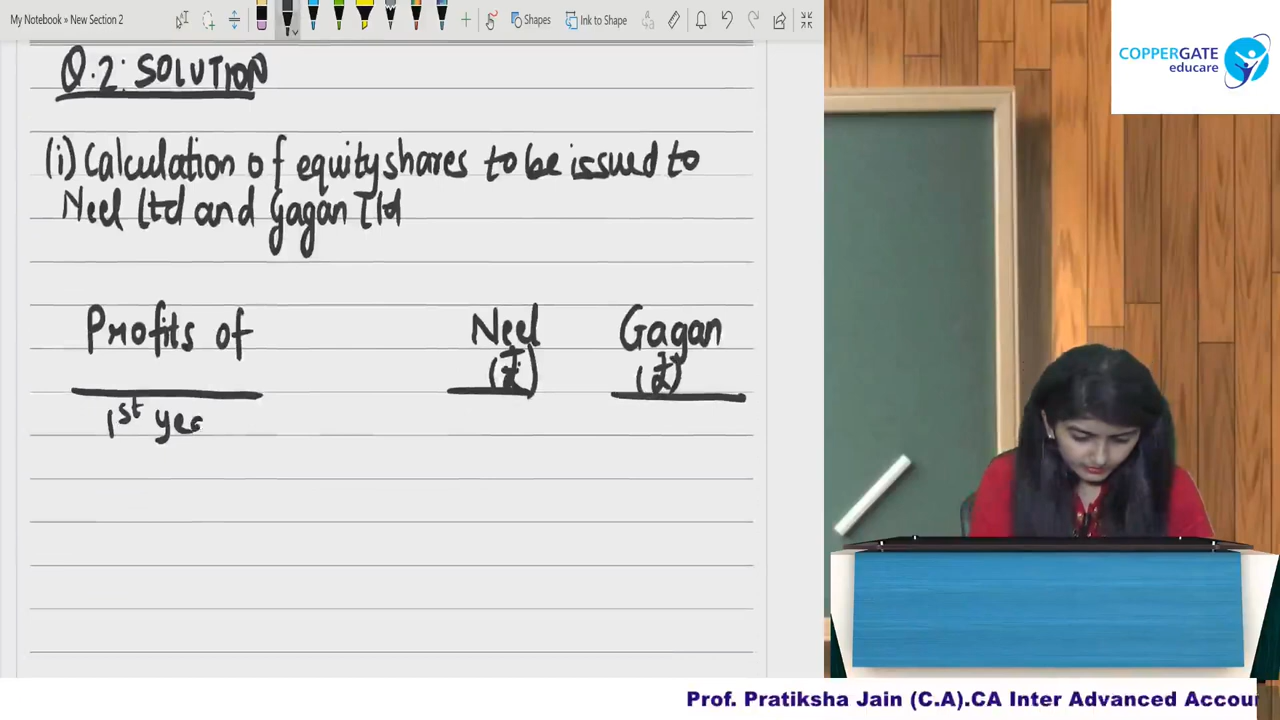 My Notebook » New Section 2
Shapes
Ink to Shape
COPPERGATE
educare
Q.2: SOLUTION
(i) Calculation of equity shares to be issued to
Neel Ltd and Gagan Ltd
Profits of Neel Gagan
(₹) (₹)
1st yea
Prof. Pratiksha Jain (C.A).CA Inter Advanced Accou